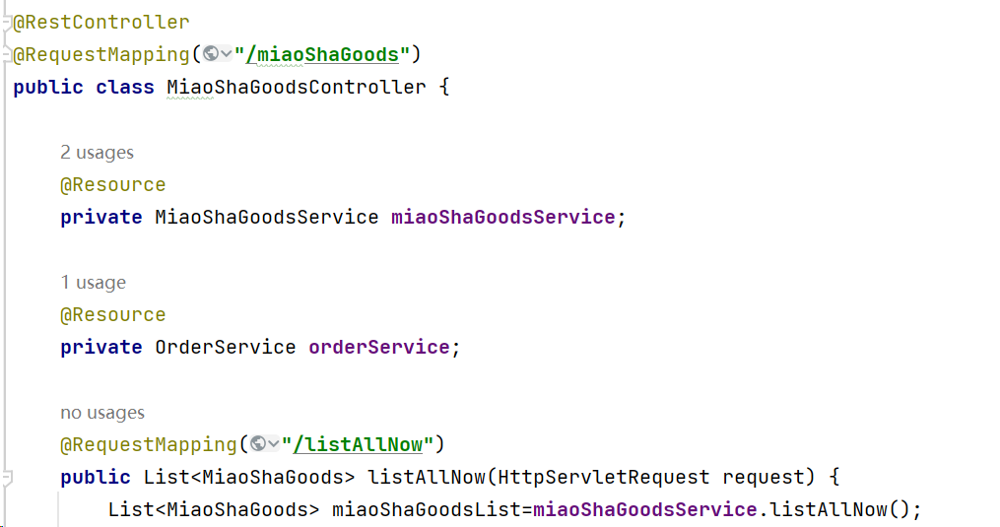 @RestController
@RequestMapping("/miaoShaGoods")
public class MiaoShaGoodsController {
2 usages
@Resource
private MiaoShaGoodsService miaoShaGoodsService;
1 usage
@Resource
private OrderService orderService;
no usages
@RequestMapping("/listAllNow")
public List<MiaoShaGoods> listAllNow(HttpServletRequest request) {
List<MiaoShaGoods> miaoShaGoodsList=miaoShaGoodsService.listAllNow();